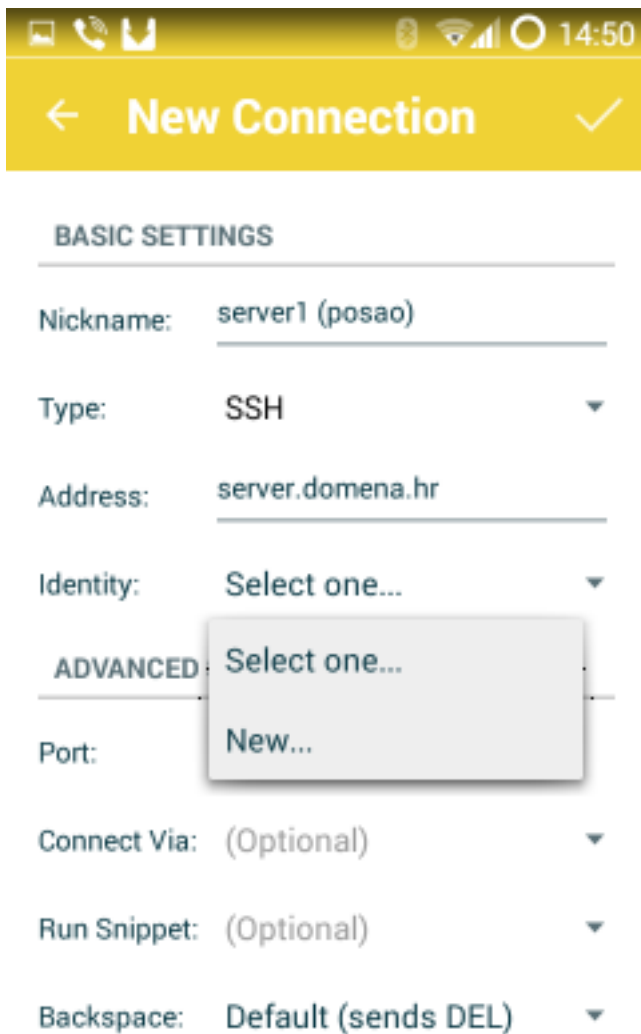 14:50
New Connection
BASIC SETTINGS
Nickname: server1 (posao)
Type: SSH
Address: server.domena.hr
Identity: Select one...
ADVANCED
Select one...
New...
Port:
Connect Via: (Optional)
Run Snippet: (Optional)
Backspace: Default (sends DEL)